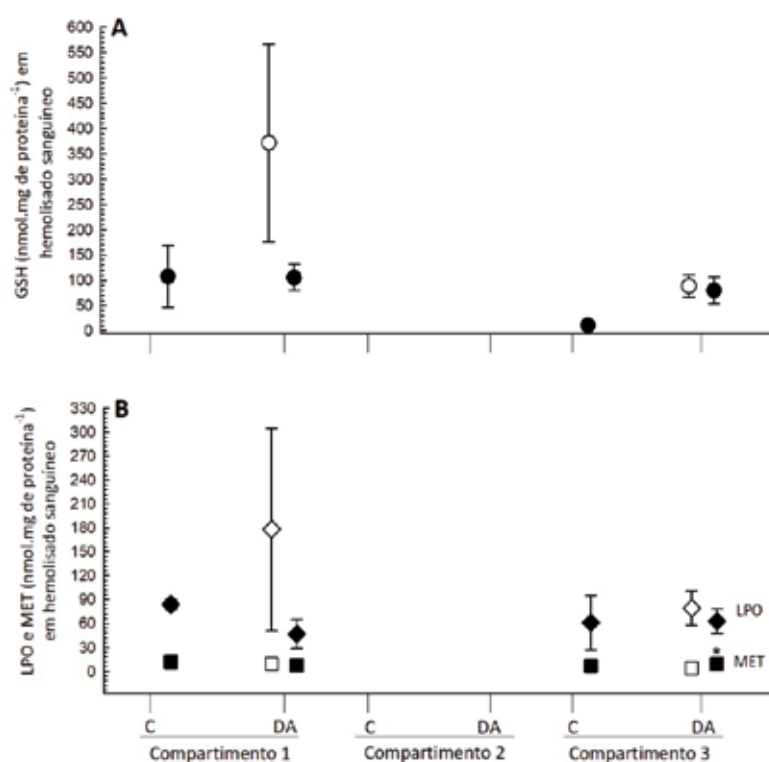 A
GSH (nmol.mg de proteína-1) em
hemolisado sanguíneo
600
550
500
450
400
350
300
250
200
150
100
50
0
B
LPO e MET (nmol.mg de proteína-1)
em hemolisado sanguíneo
330
300
270
240
210
180
150
120
90
60
30
0
LPO
*
MET
C DA C DA C DA
Compartimento 1 Compartimento 2 Compartimento 3